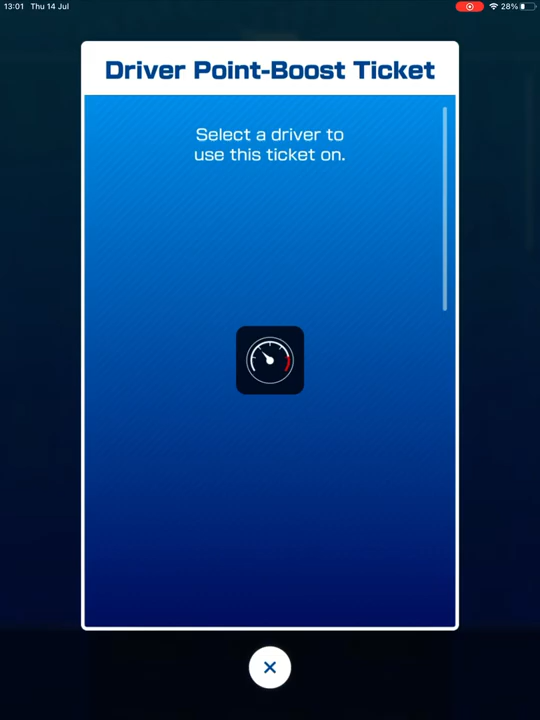 13:01 Thu 14 Jul 28%
Driver Point-Boost Ticket
Select a driver to
use this ticket on.